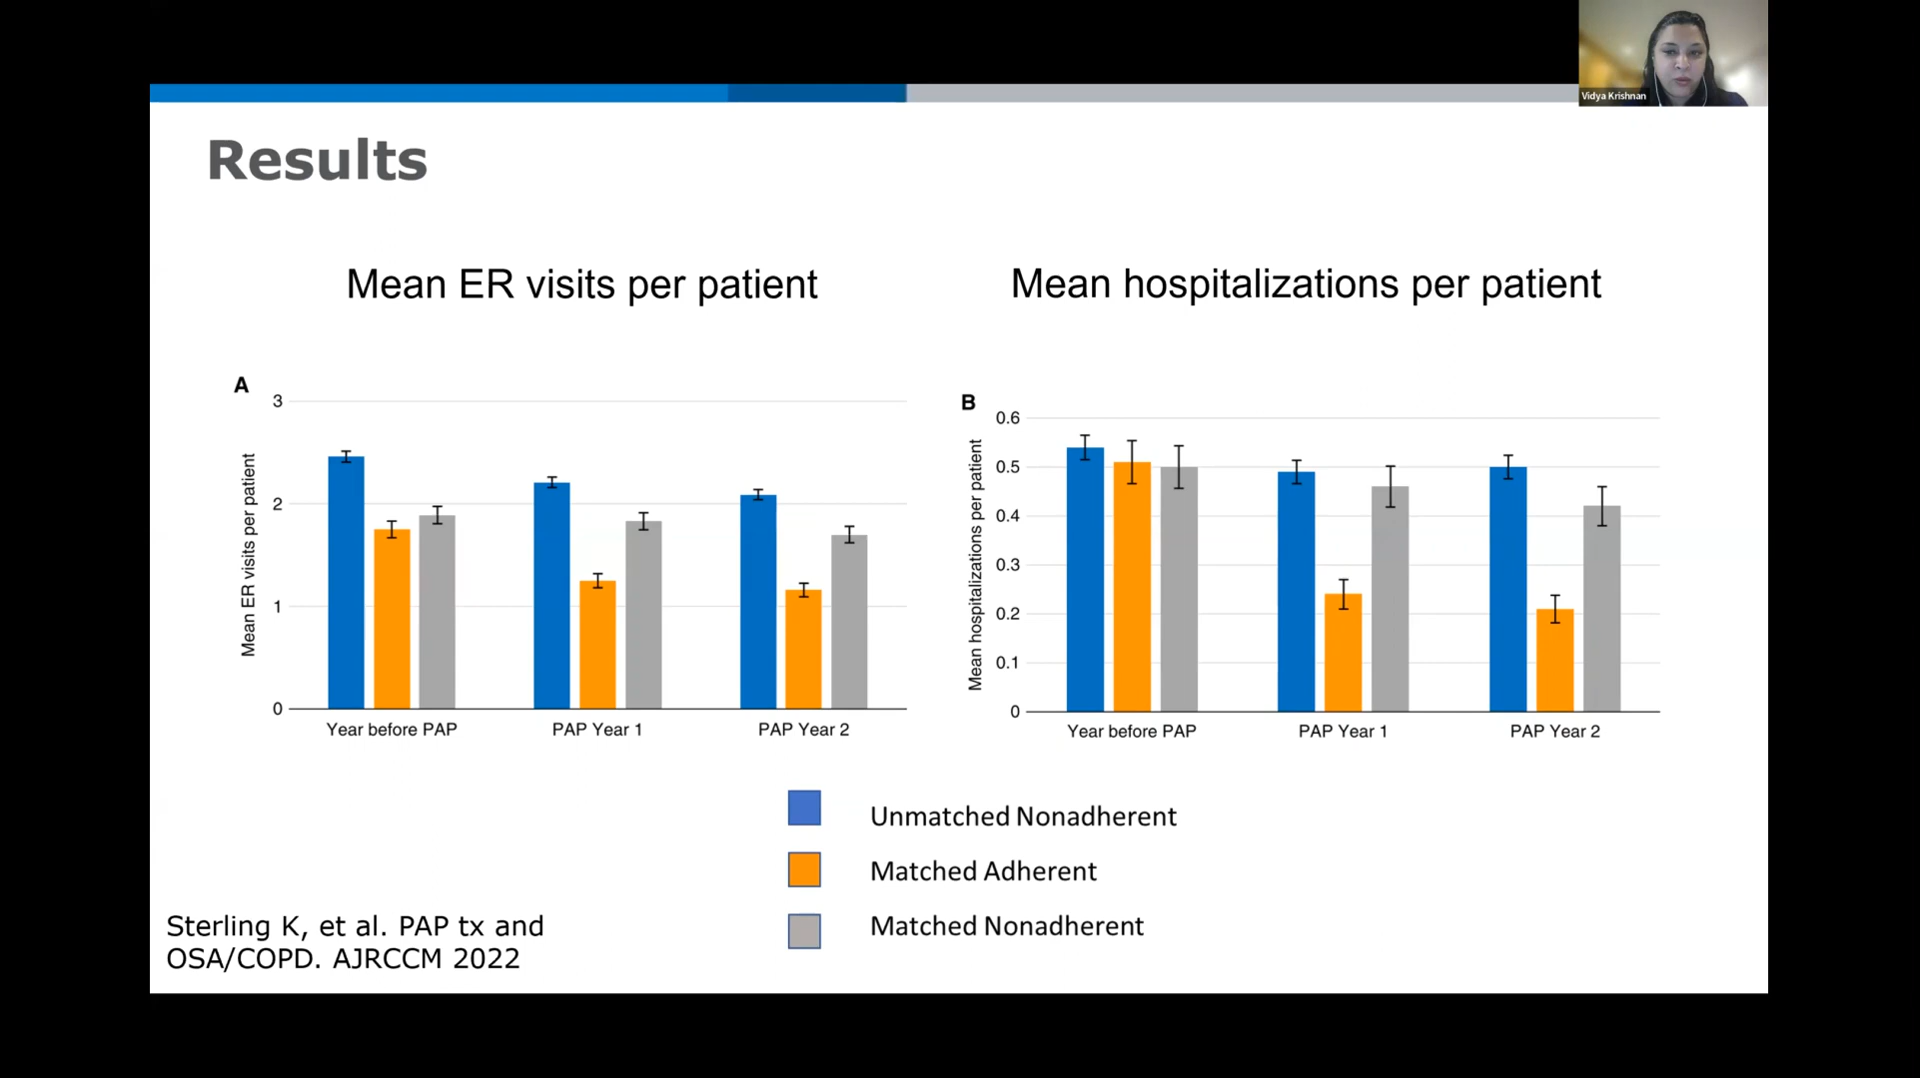 Vidya Krishnan
Results
Mean ER visits per patient
Mean hospitalizations per patient
A
3
2
1
0
Mean ER visits per patient
Year before PAP
PAP Year 1
PAP Year 2
B
0.6
0.5
0.4
0.3
0.2
0.1
0
Mean hospitalizations per patient
Year before PAP
PAP Year 1
PAP Year 2
Unmatched Nonadherent
Matched Adherent
Matched Nonadherent
Sterling K, et al. PAP tx and
OSA/COPD. AJRCCM 2022